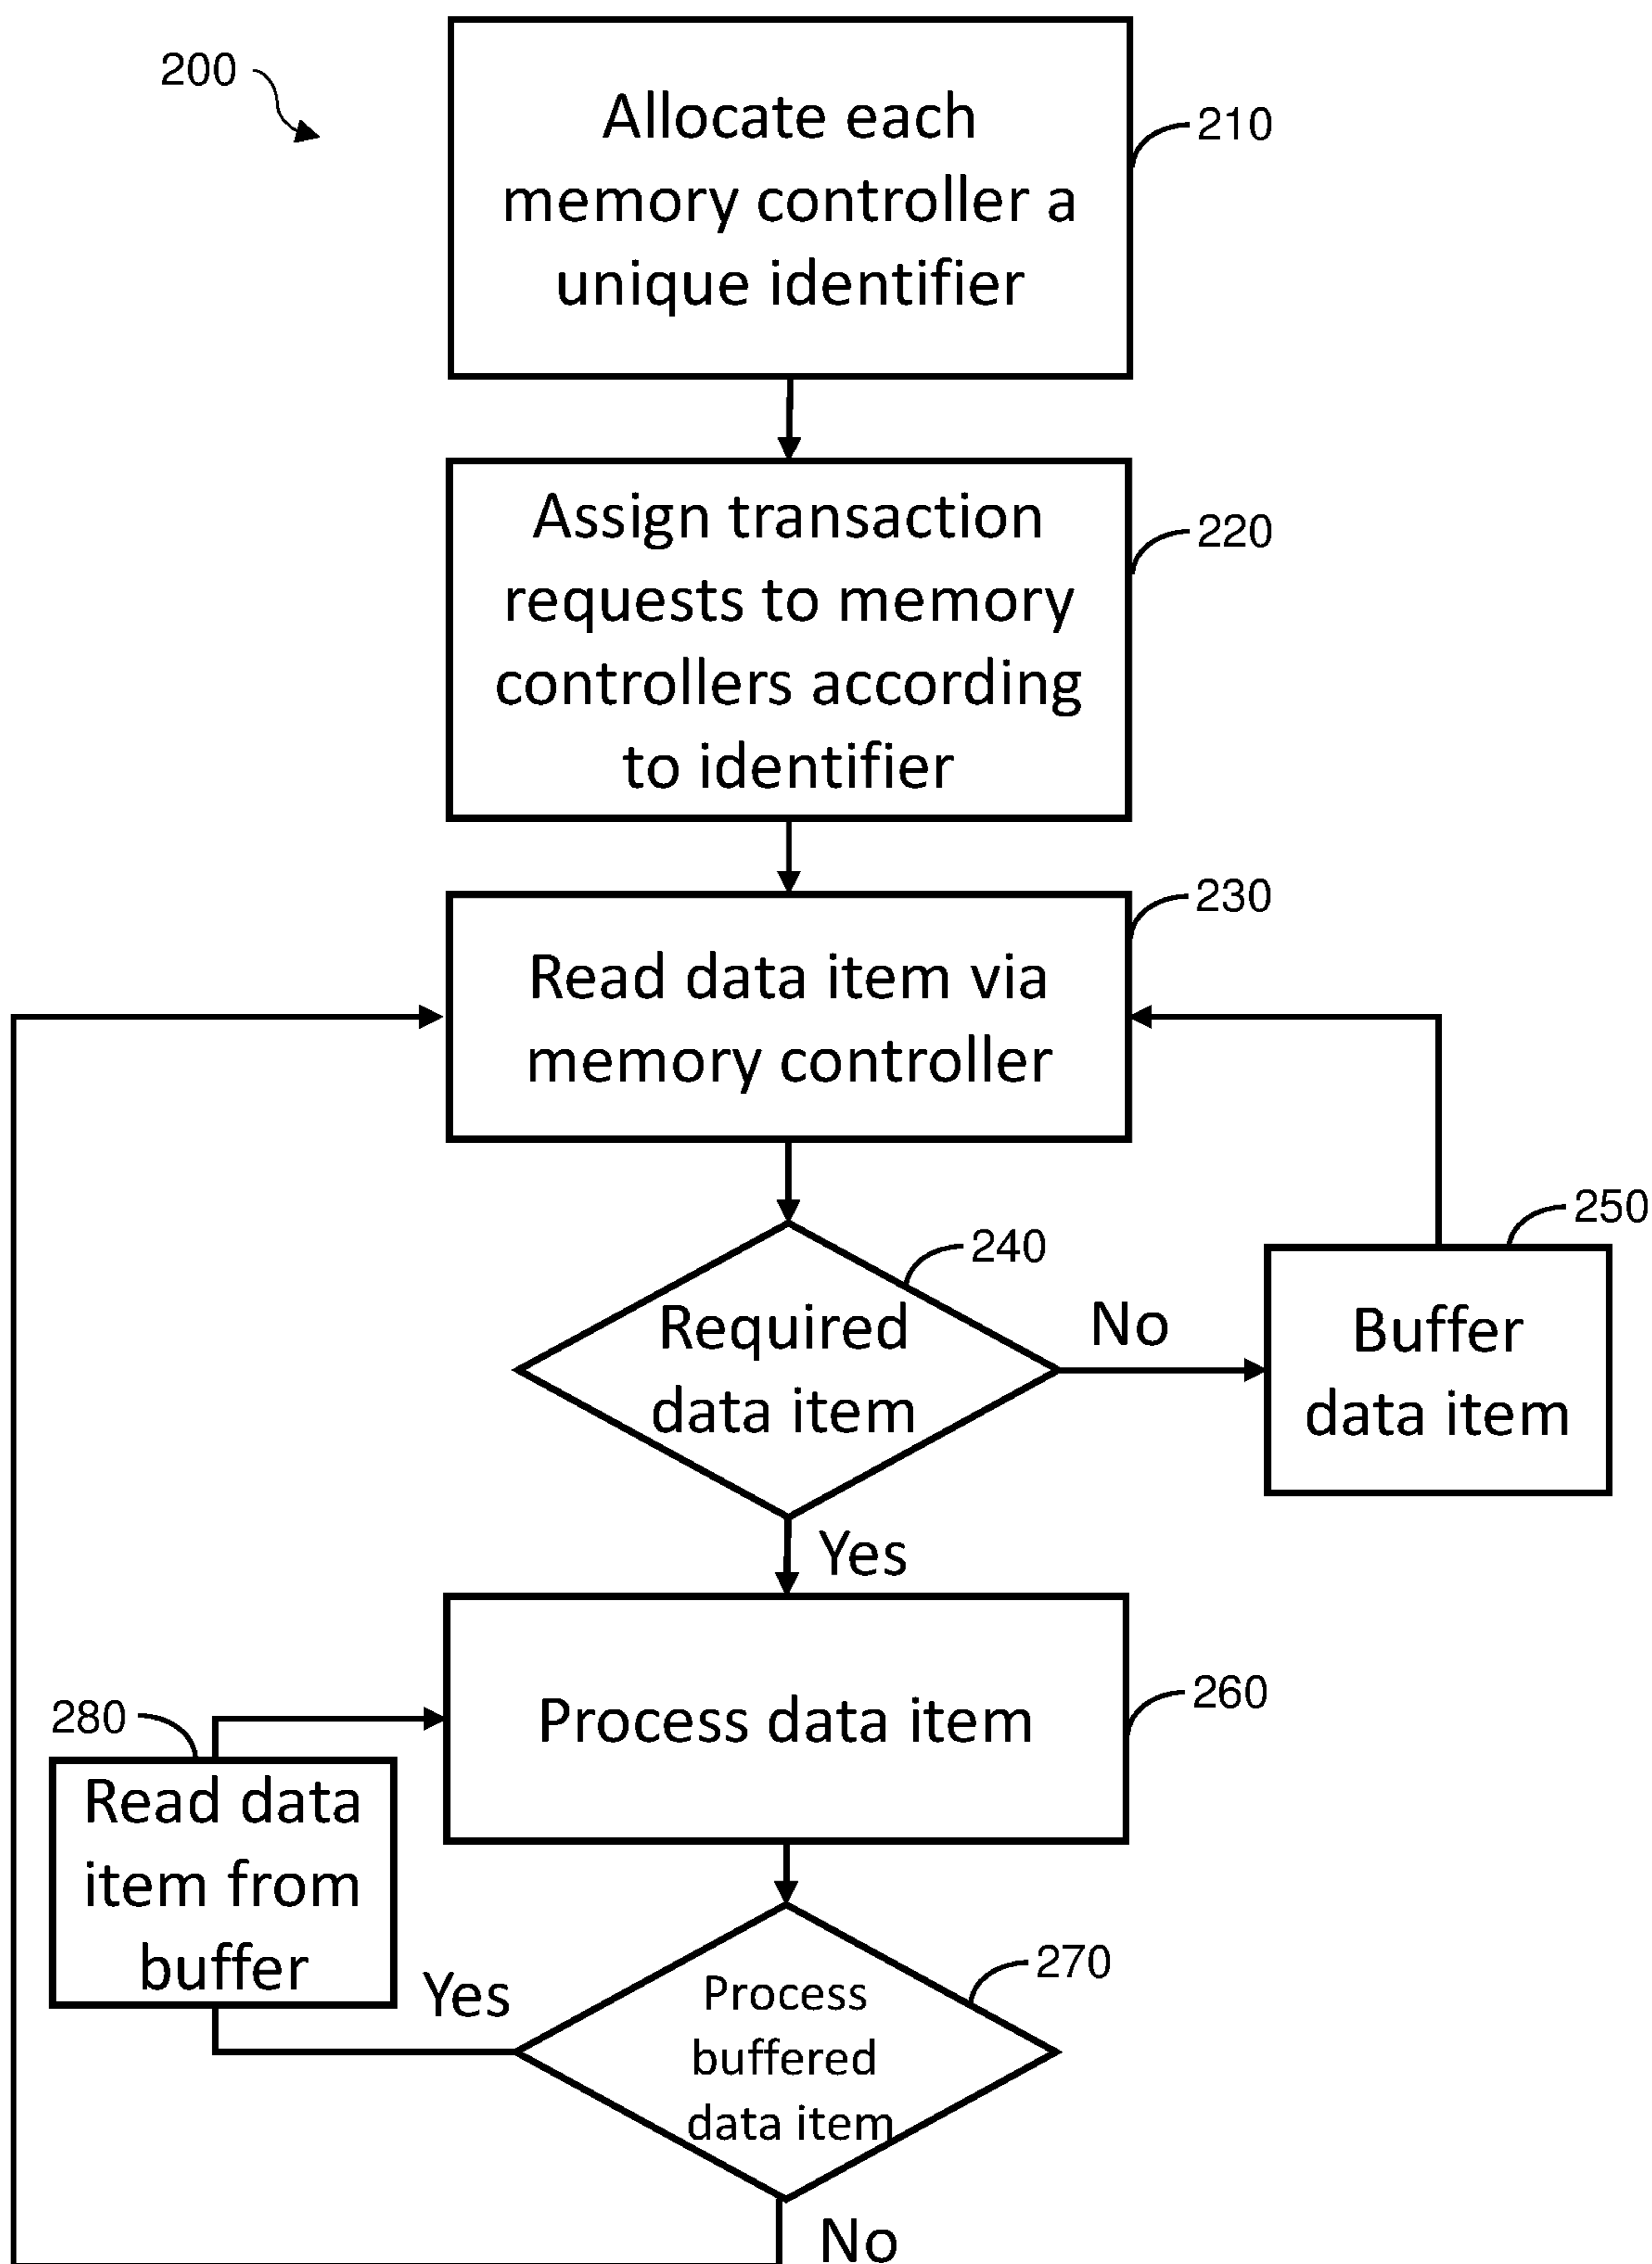 200
Allocate each
memory controller a
unique identifier
210
Assign transaction
requests to memory
controllers according
to identifier
220
Read data item via
memory controller
230
Required
data item
240
No
Buffer
data item
250
Yes
Process data item
260
280
Read data
item from
buffer
Yes
Process
buffered
data item
270
No